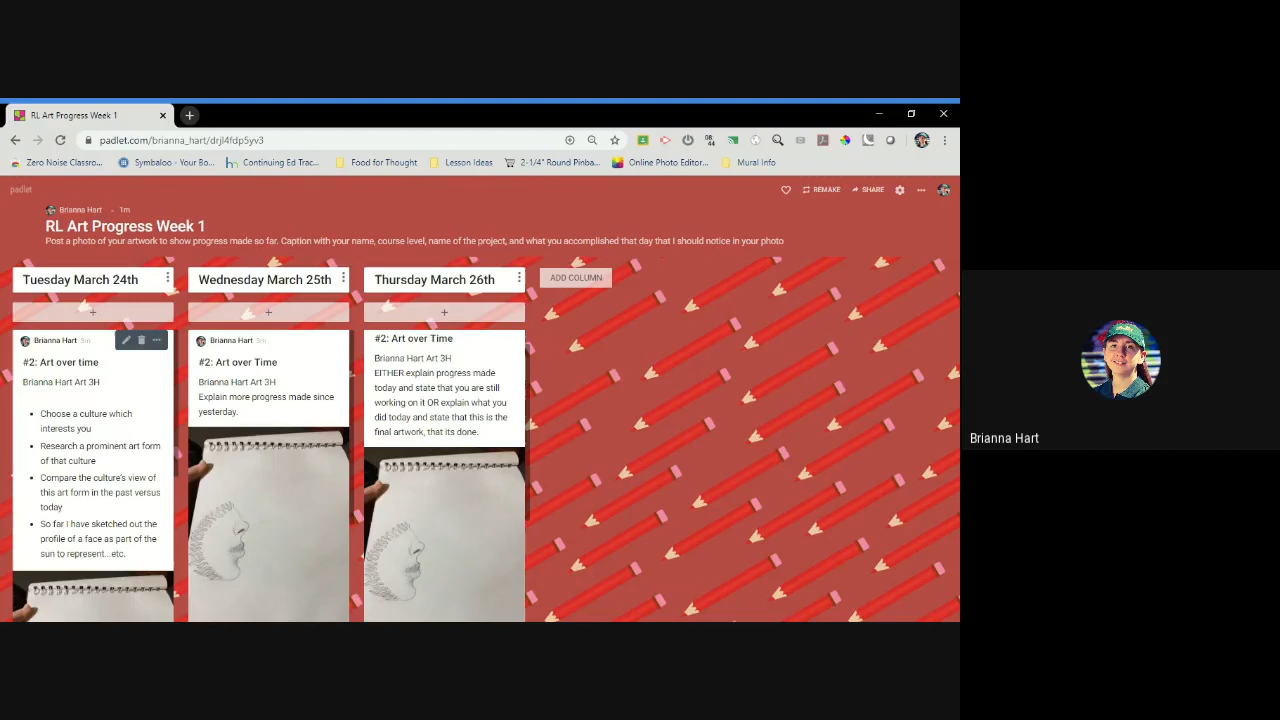 RL Art Progress Week 1
padlet.com/brianna_hart/drjl4fdp5yv3
08
44
Zero Noise Classro...
Symbaloo - Your Bo...
Continuing Ed Trac...
Food for Thought
Lesson Ideas
2-1/4" Round Pinba...
Online Photo Editor...
Mural Info
padlet
REMAKE
SHARE
Brianna Hart - 1m
RL Art Progress Week 1
Post a photo of your artwork to show progress made so far. Caption with your name, course level, name of the project, and what you accomplished that day that I should notice in your photo
Tuesday March 24th
Brianna Hart 3m
#2: Art over time
Brianna Hart Art 3H
Choose a culture which
interests you
Research a prominent art form
of that culture
Compare the culture's view of
this art form in the past versus
today
So far I have sketched out the
profile of a face as part of the
sun to represent...etc.
Wednesday March 25th
Brianna Hart 3m
#2: Art over Time
Brianna Hart Art 3H
Explain more progress made since
yesterday.
Thursday March 26th
#2: Art over Time
Brianna Hart Art 3H
EITHER explain progress made
today and state that you are still
working on it OR explain what you
did today and state that this is the
final artwork, that its done.
ADD COLUMN
Brianna Hart